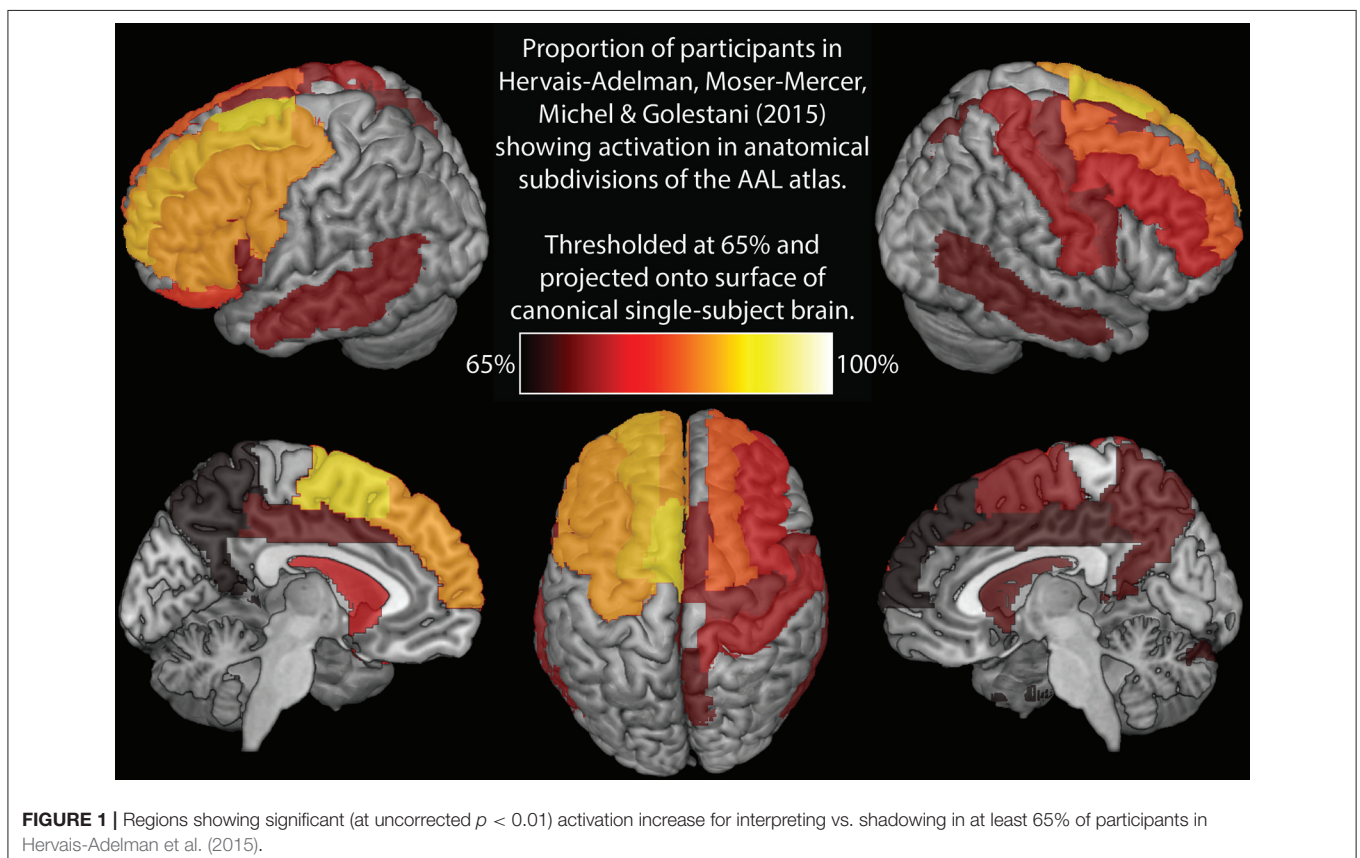 Proportion of participants in
Hervais-Adelman, Moser-Mercer,
Michel & Golestani (2015)
showing activation in anatomical
subdivisions of the AAL atlas.
Thresholded at 65% and
projected onto surface of
canonical single-subject brain.
65%
100%
FIGURE 1 | Regions showing significant (at uncorrected p < 0.01) activation increase for interpreting vs. shadowing in at least 65% of participants in
Hervais-Adelman et al. (2015).